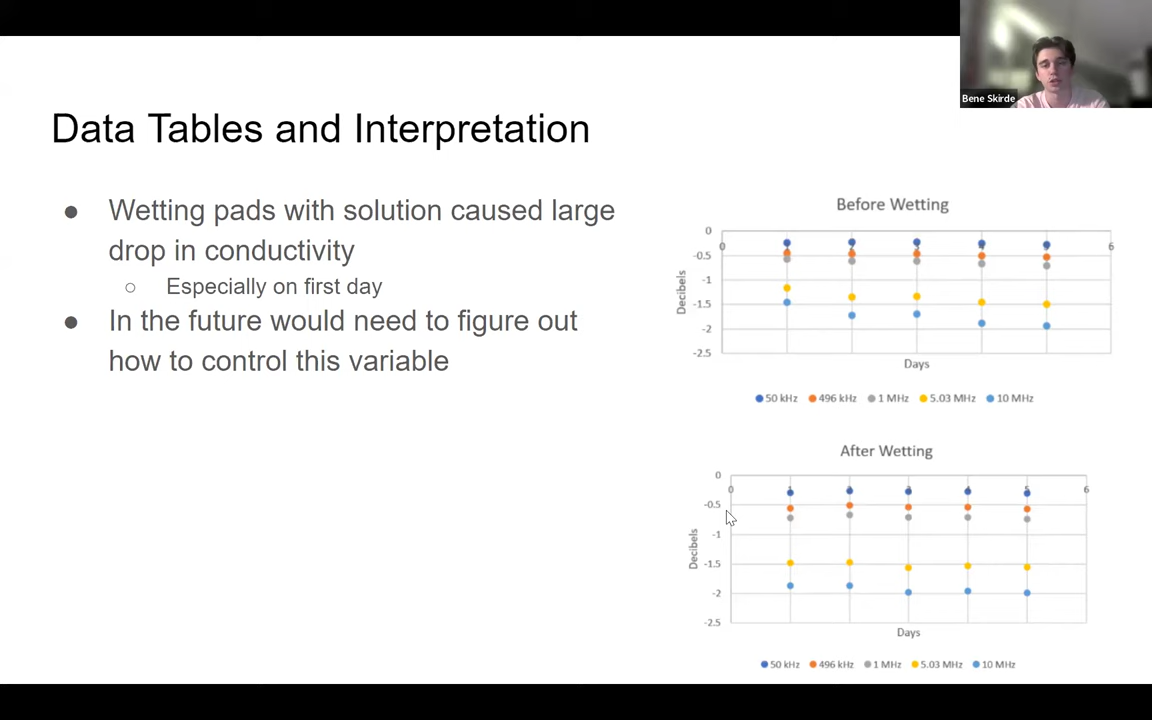 Bene Skirde
Data Tables and Interpretation
● Wetting pads with solution caused large
drop in conductivity
○ Especially on first day
● In the future would need to figure out
how to control this variable
Before Wetting
0
-0.5
-1
-1.5
-2
-2.5
Decibels
0 6
Days
50 kHz 496 kHz 1 MHz 5.03 MHz 10 MHz
After Wetting
0
-0.5
-1
-1.5
-2
-2.5
Decibels
0 6
Days
50 kHz 496 kHz 1 MHz 5.03 MHz 10 MHz